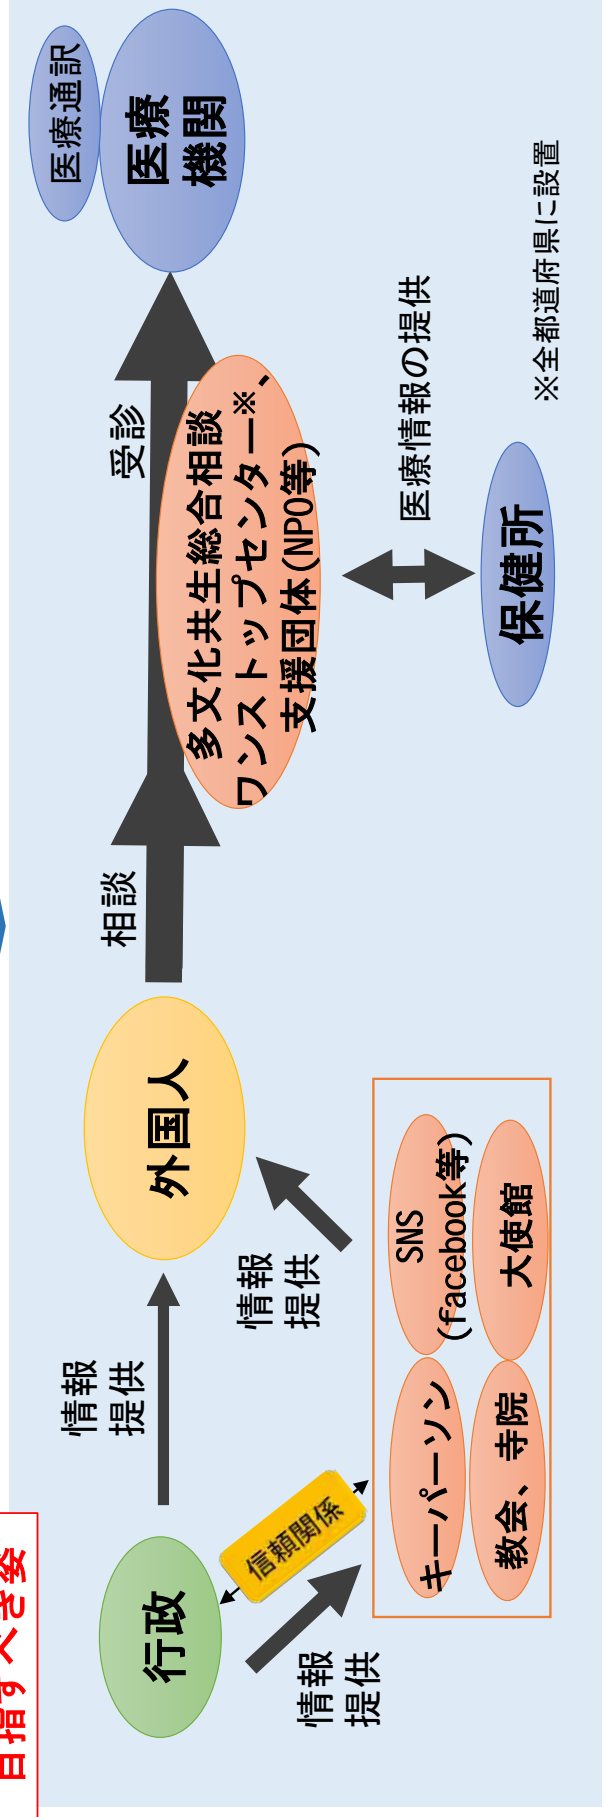 目指すべき姿
行政
情報
提供
情報
提供
信頼関係
キーパーソン
SNS
(facebook等)
教会、寺院
大使館
情報
提供
外国人
相談
受診
多文化共生総合相談
ワンストップセンター※、
支援団体(NPO等)
医療通訳
医療
機関
医療情報の提供
保健所
※全都道府県に設置